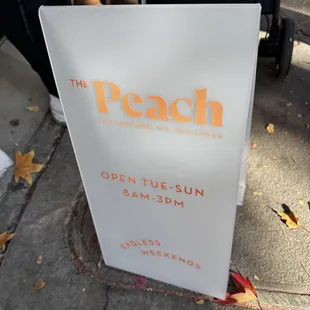 THE Peach
OPEN TUE-SUN
8AM-3PM
ENDLESS
WEEKENDS